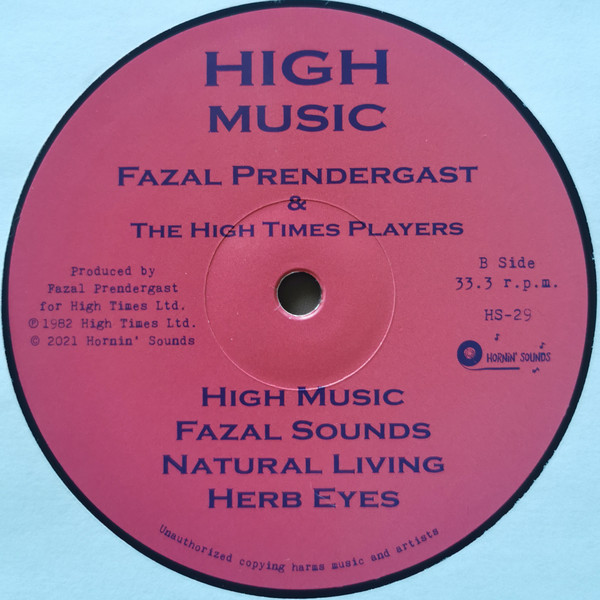 HIGH
MUSIC
FAZAL PRENDERGAST
&
THE HIGH TIMES PLAYERS
Produced by
Fazal Prendergast
for High Times Ltd.
℗1982 High Times Ltd.
© 2021 Hornin' Sounds
B Side
33.3 r.p.m.
HS-29
HORNIN' SOUNDS
HIGH MUSIC
FAZAL SOUNDS
NATURAL LIVING
HERB EYES
Unauthorized copying harms music and artists